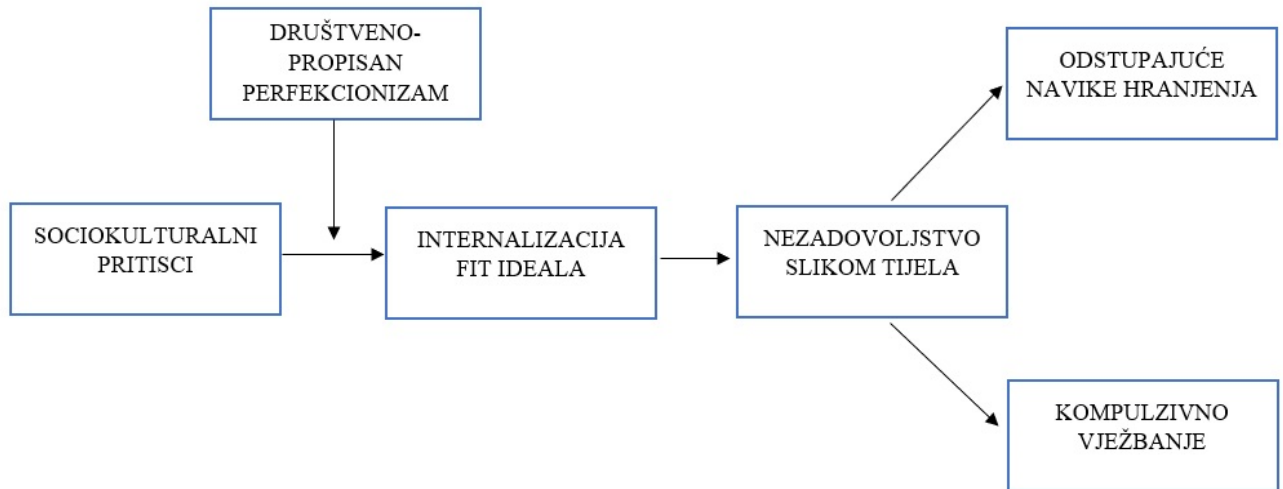 DRUŠTVENO-
PROPISAN
PERFEKCIONIZAM
SOCIOKULTURALNI
PRITISCI
INTERNALIZACIJA
FIT IDEALA
NEZADOVOLJSTVO
SLIKOM TIJELA
ODSTUPAJUĆE
NAVIKE HRANJENJA
KOMPULZIVNO
VJEŽBANJE